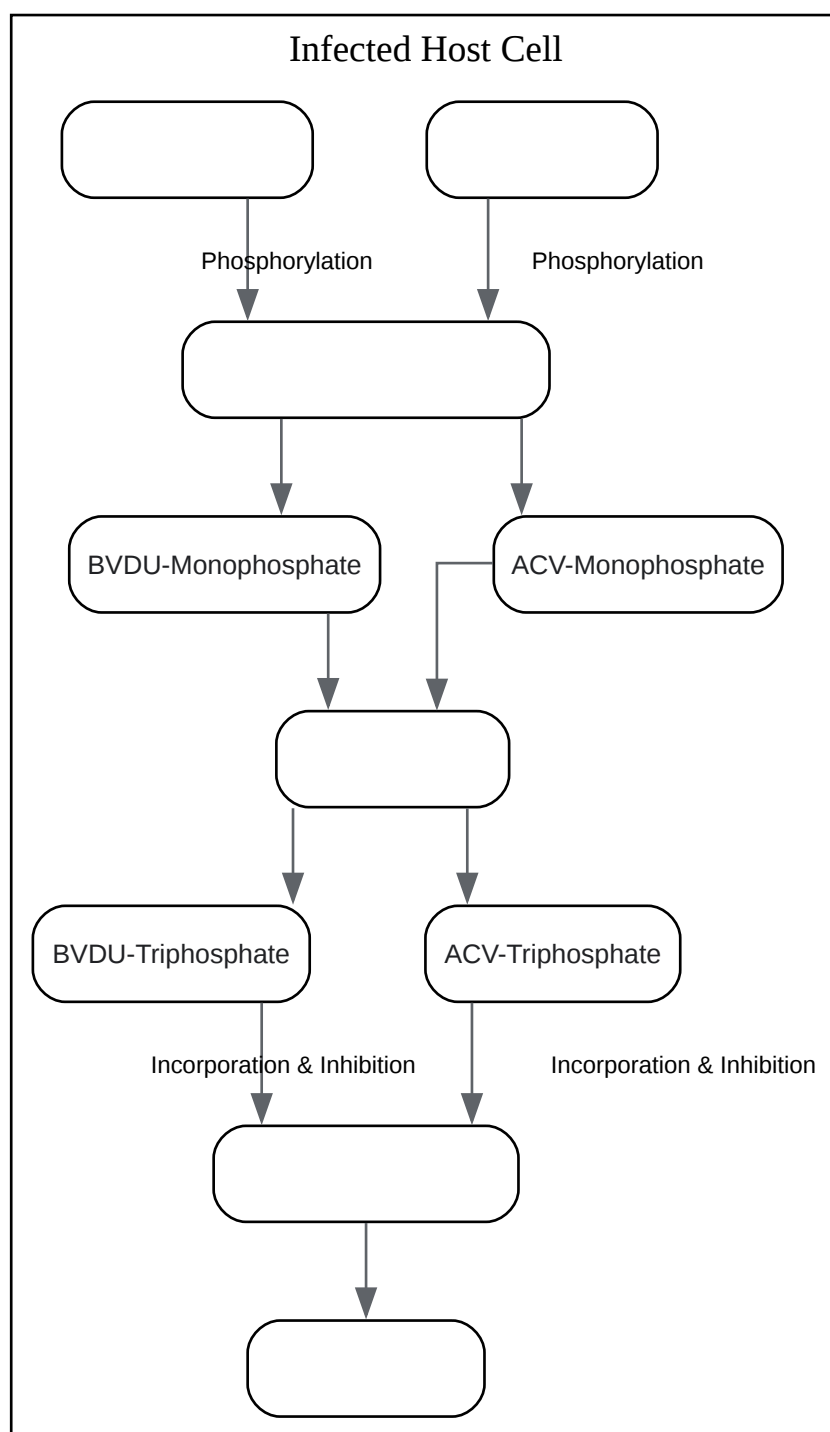 Infected Host Cell
Phosphorylation
Phosphorylation
BVDU-Monophosphate
ACV-Monophosphate
BVDU-Triphosphate
ACV-Triphosphate
Incorporation & Inhibition
Incorporation & Inhibition